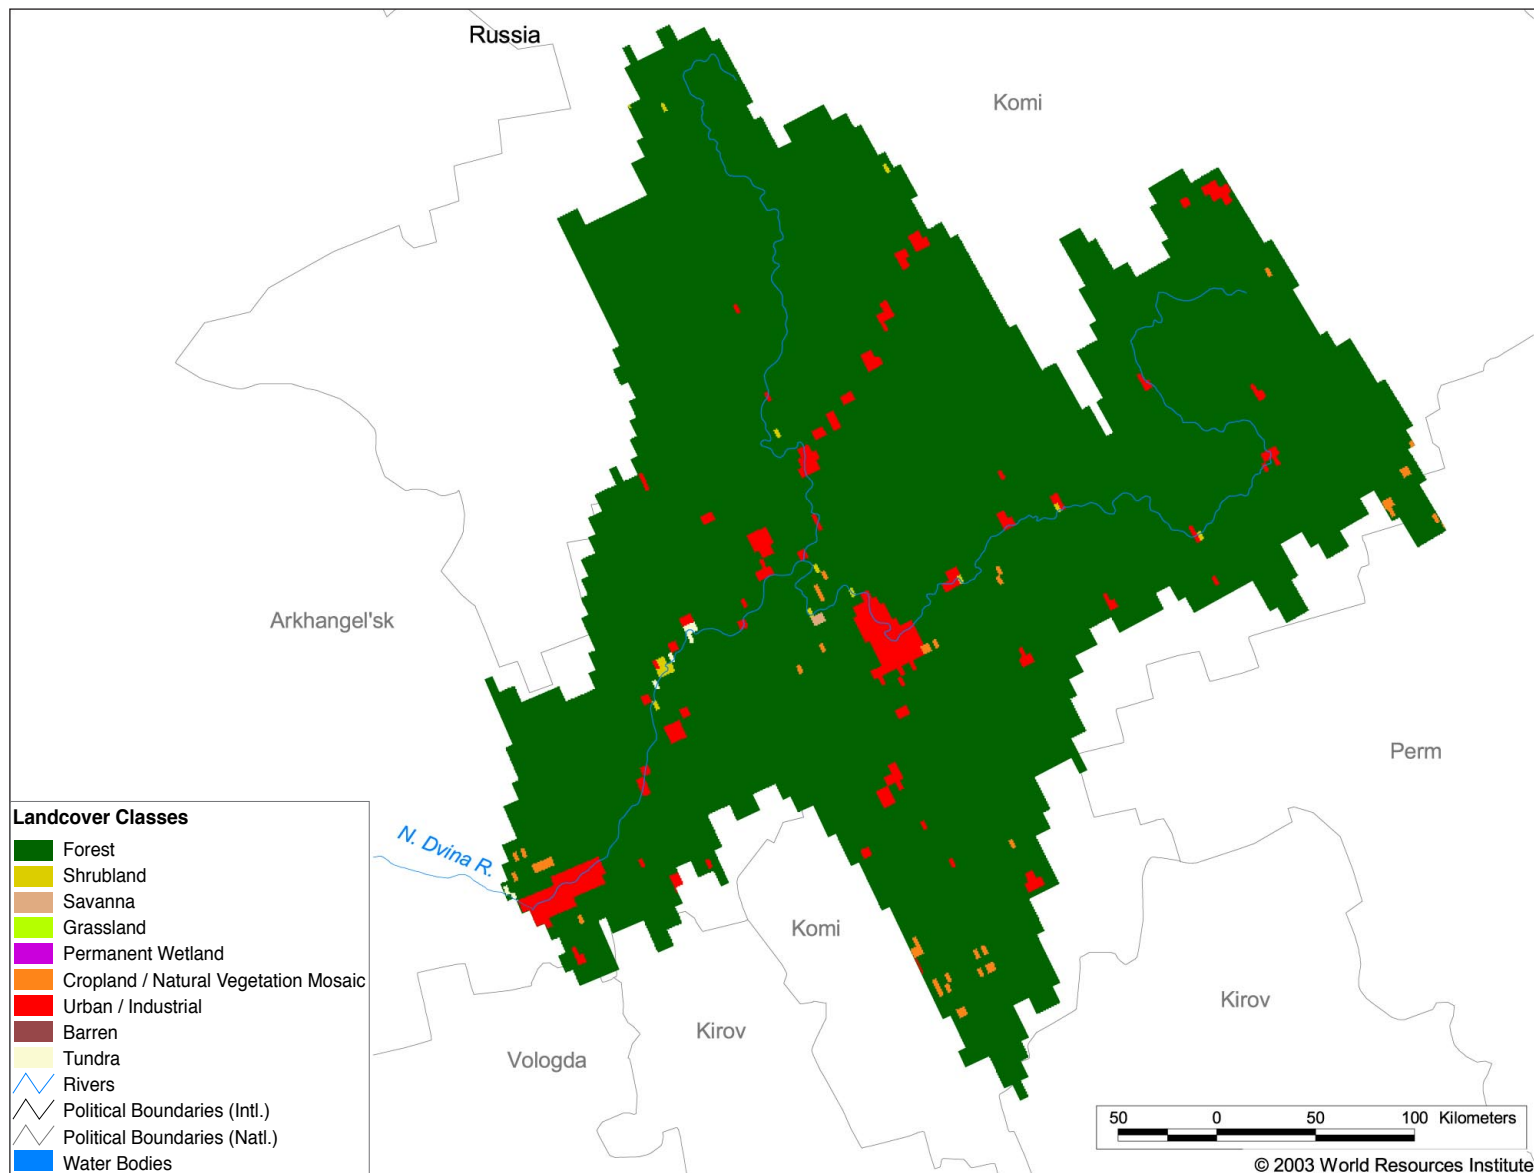 Russia
Komi
Arkhangel'sk
Perm
N. Dvina R.
Komi
Kirov
Kirov
Vologda
Landcover Classes
Forest
Shrubland
Savanna
Grassland
Permanent Wetland
Cropland / Natural Vegetation Mosaic
Urban / Industrial
Barren
Tundra
Rivers
Political Boundaries (Intl.)
Political Boundaries (Natl.)
Water Bodies
50 0 50 100 Kilometers
© 2003 World Resources Institute